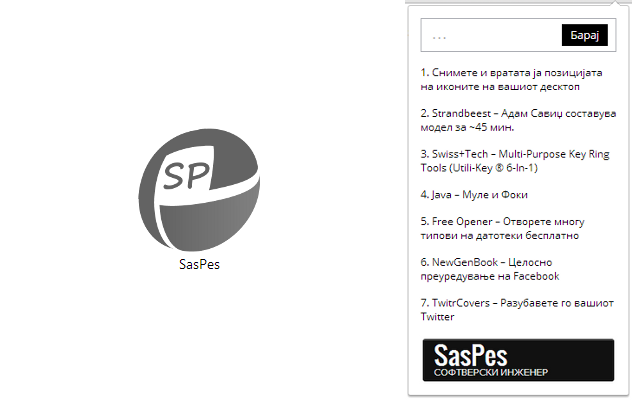 SP
SasPes
...
Барај
1. Снимете и вратата ја позицијата
на иконите на вашиот десктоп
2. Strandbeest – Адам Савиџ составува
модел за ~45 мин.
3. Swiss+Tech – Multi-Purpose Key Ring
Tools (Utili-Key ® 6-In-1)
4. Java – Муле и Фоки
5. Free Opener – Отворете многу
типови на датотеки бесплатно
6. NewGenBook – Целосно
преуредување на Facebook
7. TwitrCovers – Разубавете го вашиот
Twitter
SasPes
СОФТВЕРСКИ ИНЖЕНЕР